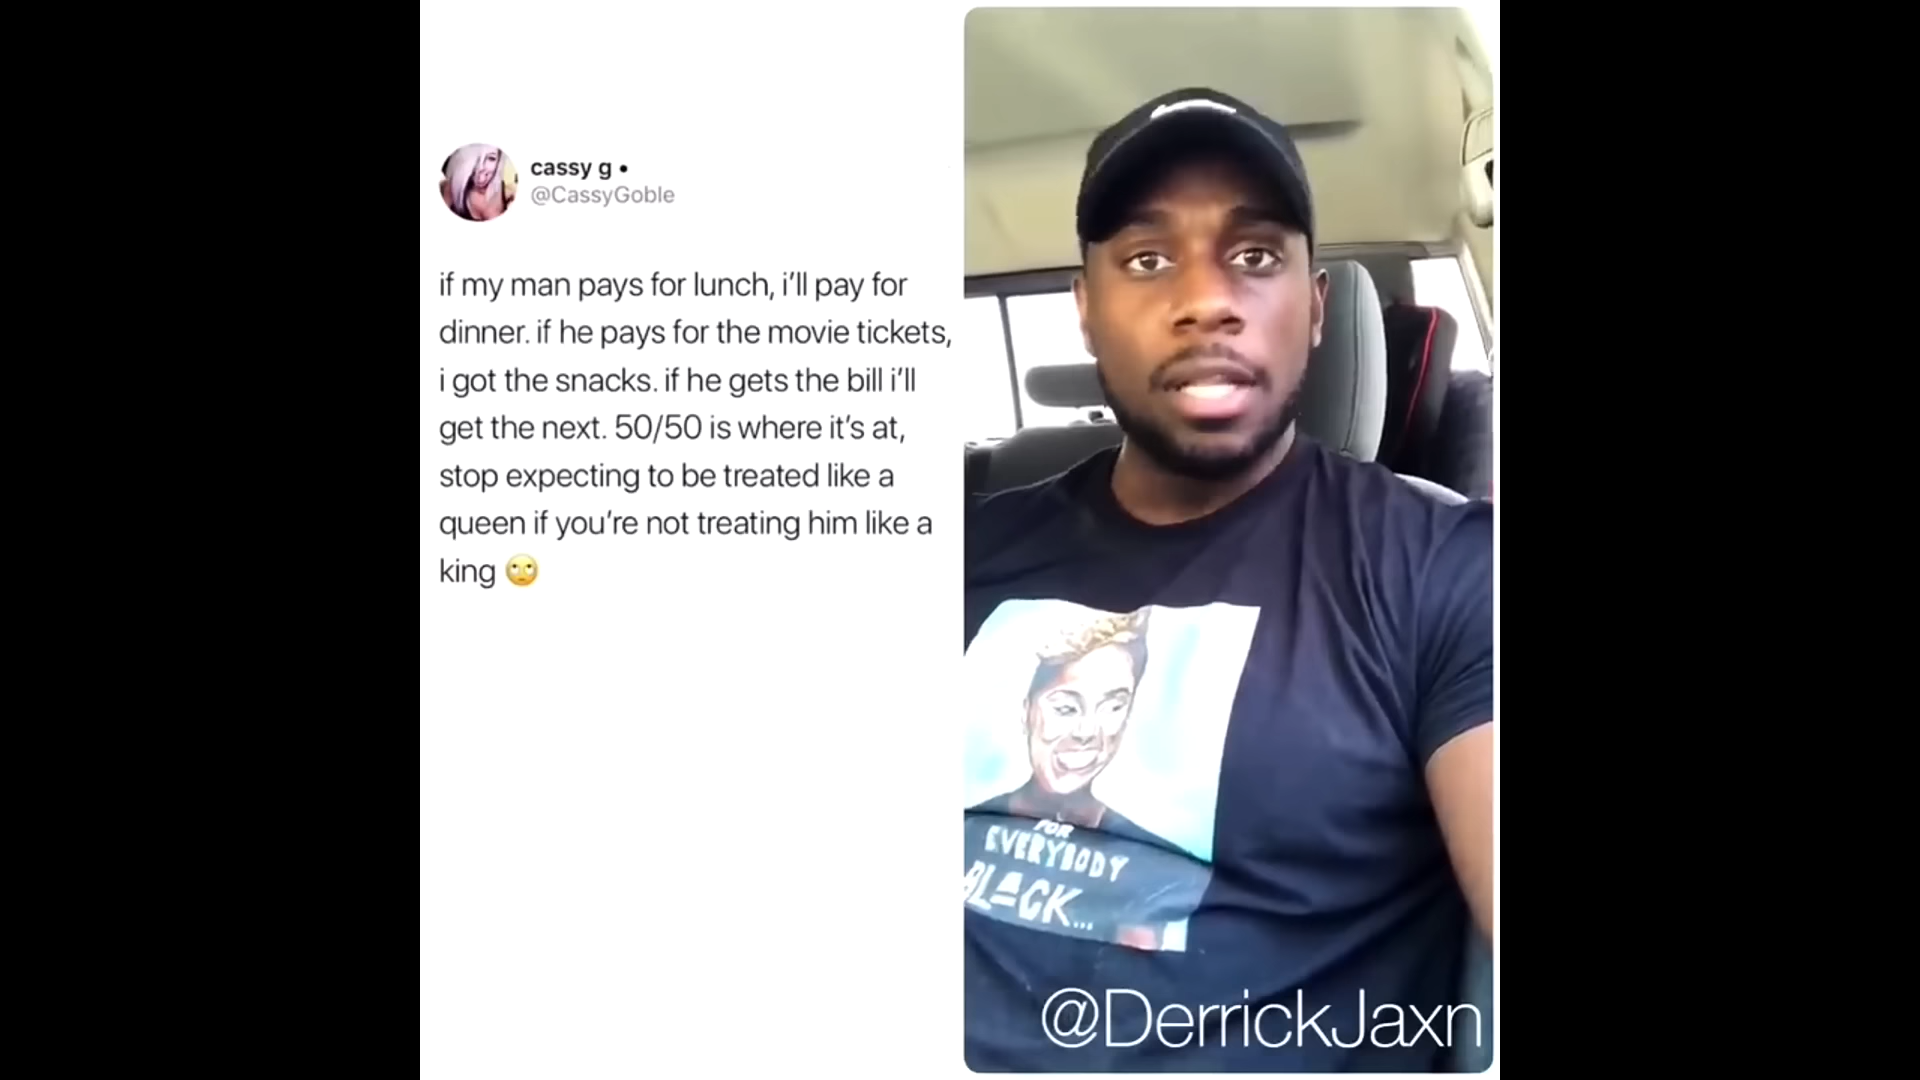 cassy g •
@CassyGoble
if my man pays for lunch, i’ll pay for
dinner. if he pays for the movie tickets,
i got the snacks. if he gets the bill i’ll
get the next. 50/50 is where it’s at,
stop expecting to be treated like a
queen if you’re not treating him like a
king 🙄
FOR
EVERYBODY
BLACK...
@DerrickJaxn